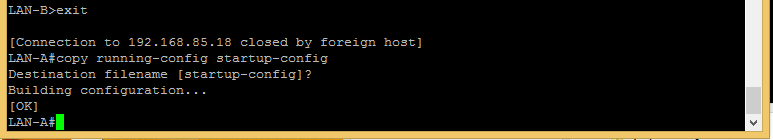 LAN-B>exit
[Connection to 192.168.85.18 closed by foreign host]
LAN-A#copy running-config startup-config
Destination filename [startup-config]?
Building configuration...
[OK]
LAN-A#